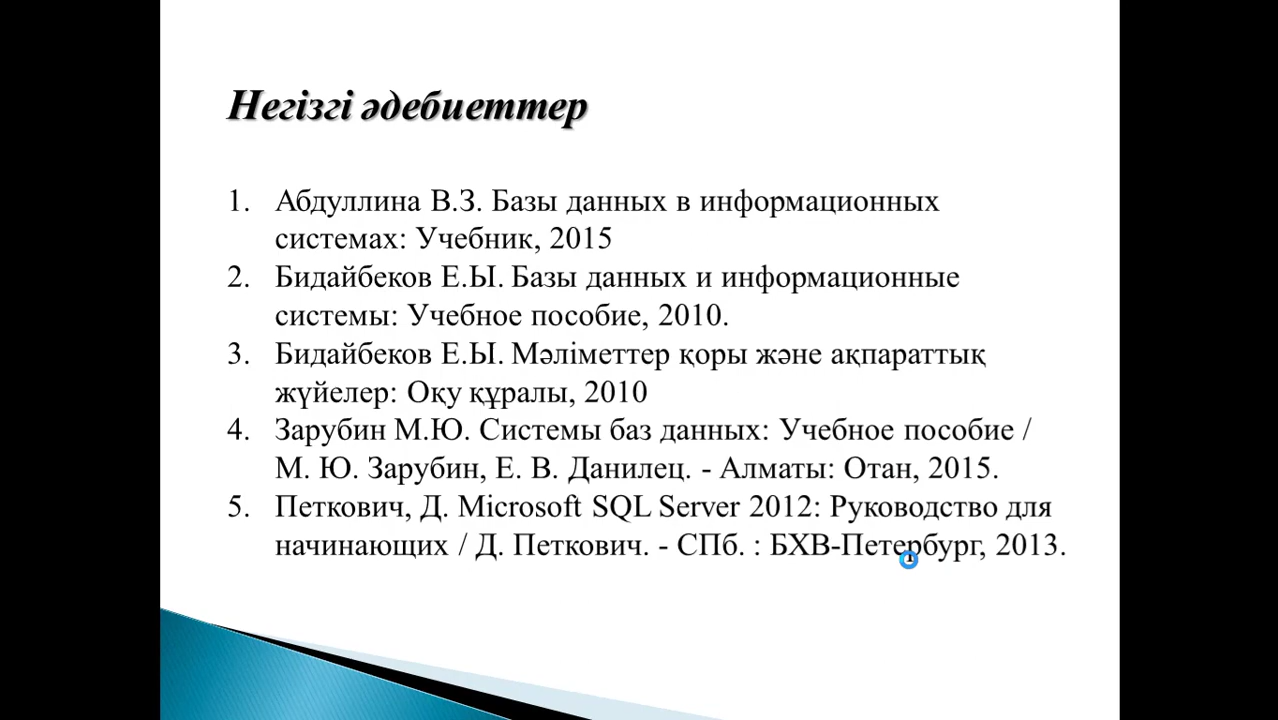 Негізгі әдебиеттер
1. Абдуллина В.З. Базы данных в информационных
системах: Учебник, 2015
2. Бидайбеков Е.Ы. Базы данных и информационные
системы: Учебное пособие, 2010.
3. Бидайбеков Е.Ы. Мәліметтер қоры және ақпараттық
жүйелер: Оқу құралы, 2010
4. Зарубин М.Ю. Системы баз данных: Учебное пособие /
М. Ю. Зарубин, Е. В. Данилец. - Алматы: Отан, 2015.
5. Петкович, Д. Microsoft SQL Server 2012: Руководство для
начинающих / Д. Петкович. - СПб. : БХВ-Петербург, 2013.